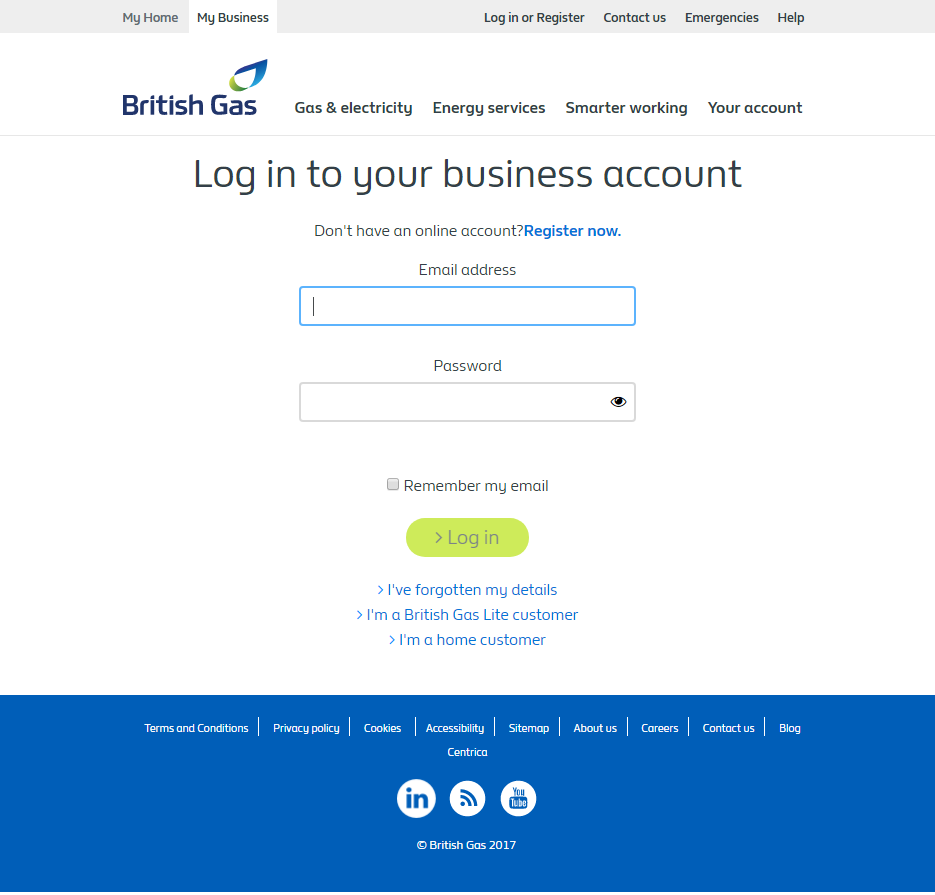 My Home My Business Log in or Register Contact us Emergencies Help
British Gas Gas & electricity Energy services Smarter working Your account
Log in to your business account
Don't have an online account?Register now.
Email address
Password
Remember my email
> Log in
> I've forgotten my details
> I'm a British Gas Lite customer
> I'm a home customer
Terms and Conditions Privacy policy Cookies Accessibility Sitemap About us Careers Contact us Blog
Centrica
in You Tube
© British Gas 2017